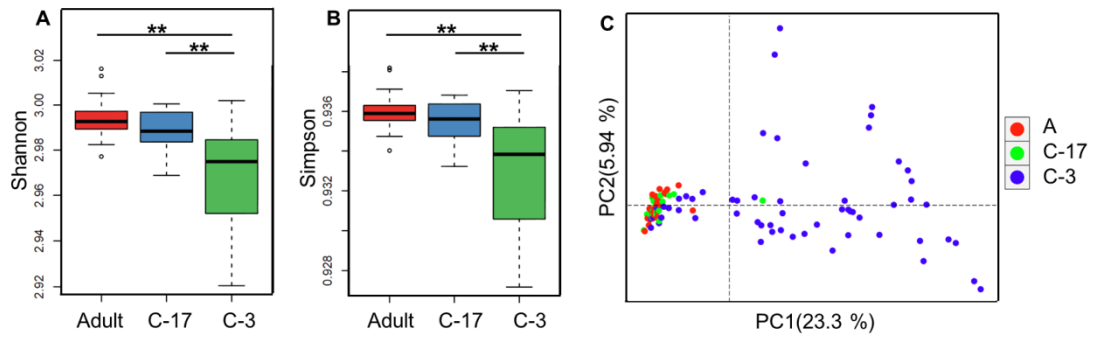 A
Shannon
3.02
3.00
2.98
2.96
2.94
2.92
**
**
Adult
C-17
C-3
B
Simpson
0.936
0.932
0.928
**
**
Adult
C-17
C-3
C
PC2(5.94 %)
PC1(23.3 %)
A
C-17
C-3